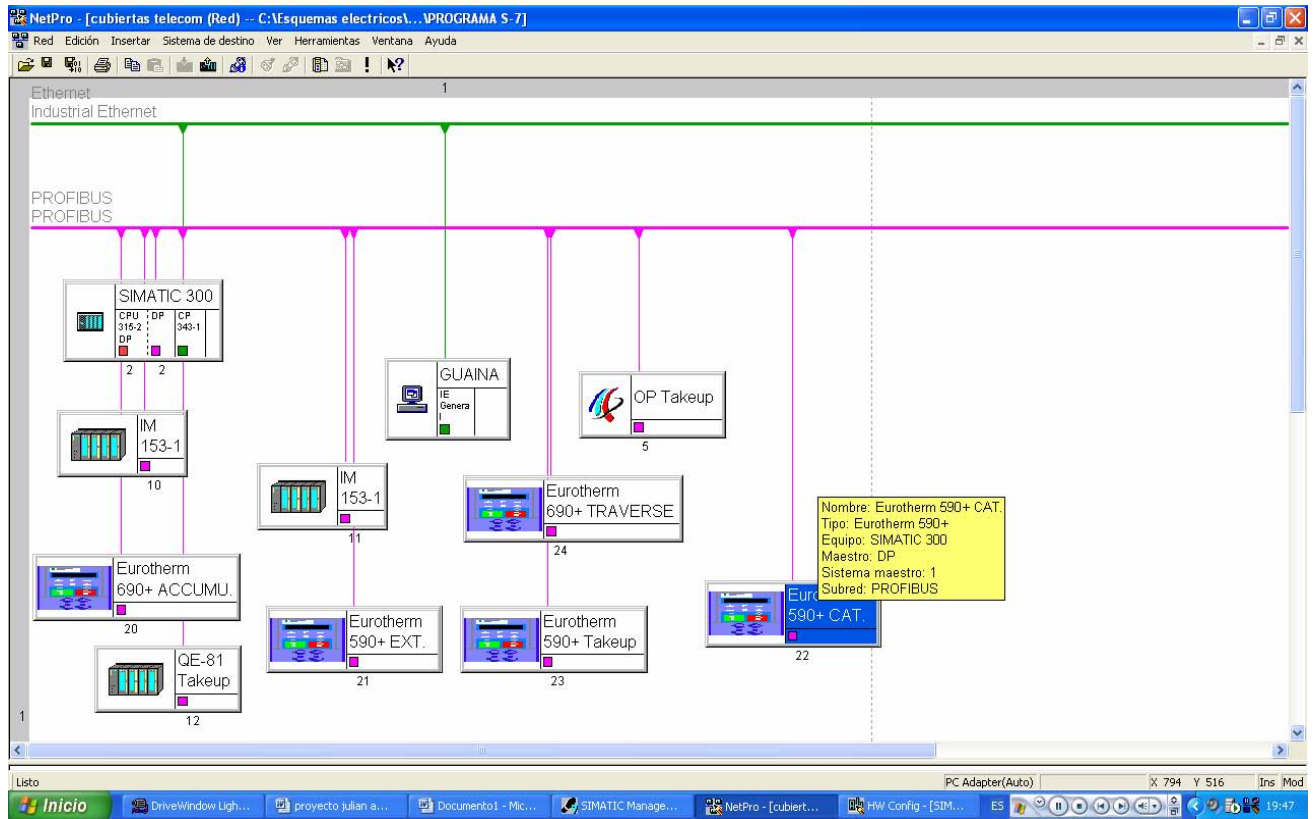 NetPro - [cubiertas telecom (Red) -- C:\Esquemas electricos\...\PROGRAMA S-7]
Red Edición Insertar Sistema de destino Ver Herramientas Ventana Ayuda
1
Ethernet
Industrial Ethernet
PROFIBUS
PROFIBUS
SIMATIC 300
CPU
315-2
DP
DP
CP
343-1
2
2
IM
153-1
10
Eurotherm
690+ ACCUMU.
20
QE-81
Takeup
12
IM
153-1
11
Eurotherm
590+ EXT.
21
GUAINA
IE
Genera
l
Eurotherm
690+ TRAVERSE
24
Eurotherm
590+ Takeup
23
OP Takeup
5
Nombre: Eurotherm 590+ CAT.
Tipo: Eurotherm 590+
Equipo: SIMATIC 300
Maestro: DP
Sistema maestro: 1
Subred: PROFIBUS
Euro
590+ CAT.
22
1
Listo
PC Adapter(Auto)
X 794 Y 516
Ins Mod
Inicio
DriveWindow Ligh...
proyecto julian a...
Documento1 - Mic...
SIMATIC Manage...
NetPro - [cubiert...
HW Config - [SIM...
ES
19:47